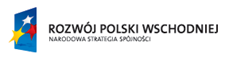 ROZWÓJ POLSKI WSCHODNIEJ
NARODOWA STRATEGIA SPÓJNOŚCI